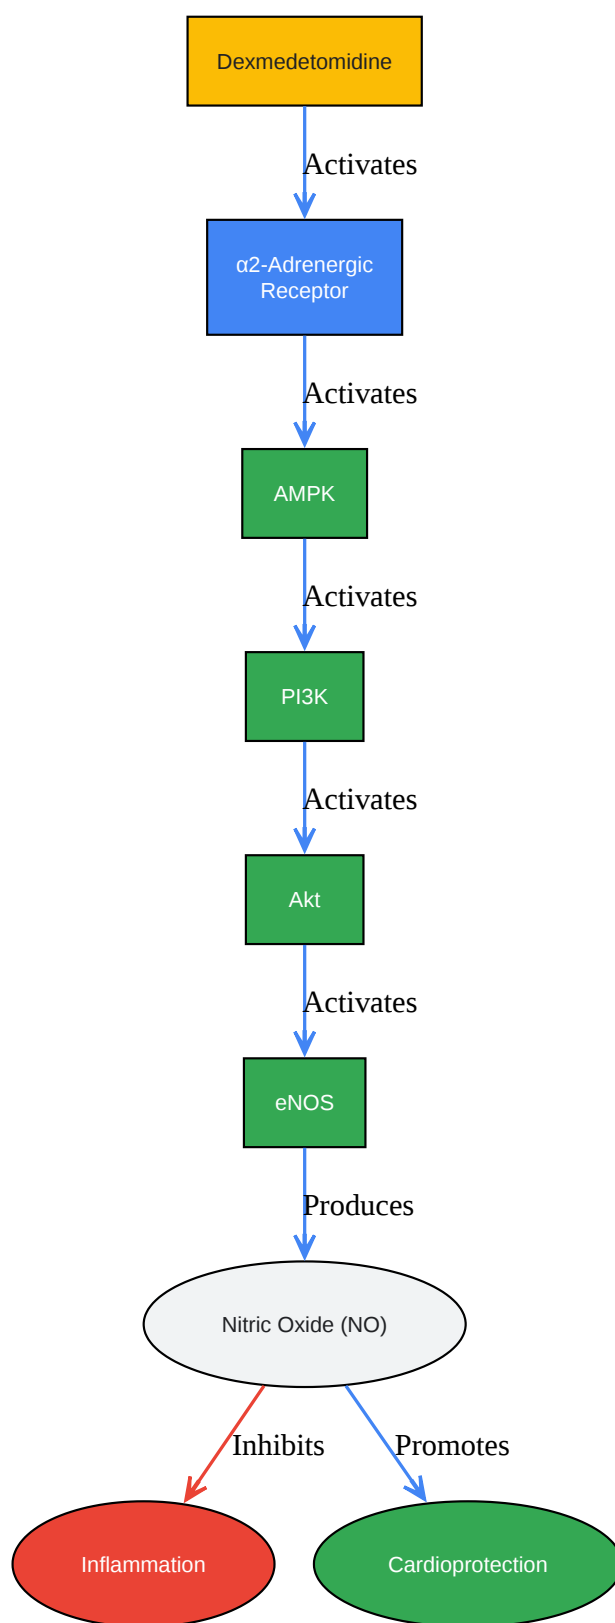 Dexmedetomidine
Activates
α2-Adrenergic
Receptor
Activates
AMPK
Activates
PI3K
Activates
Akt
Activates
eNOS
Produces
Nitric Oxide (NO)
Inhibits
Promotes
Inflammation
Cardioprotection